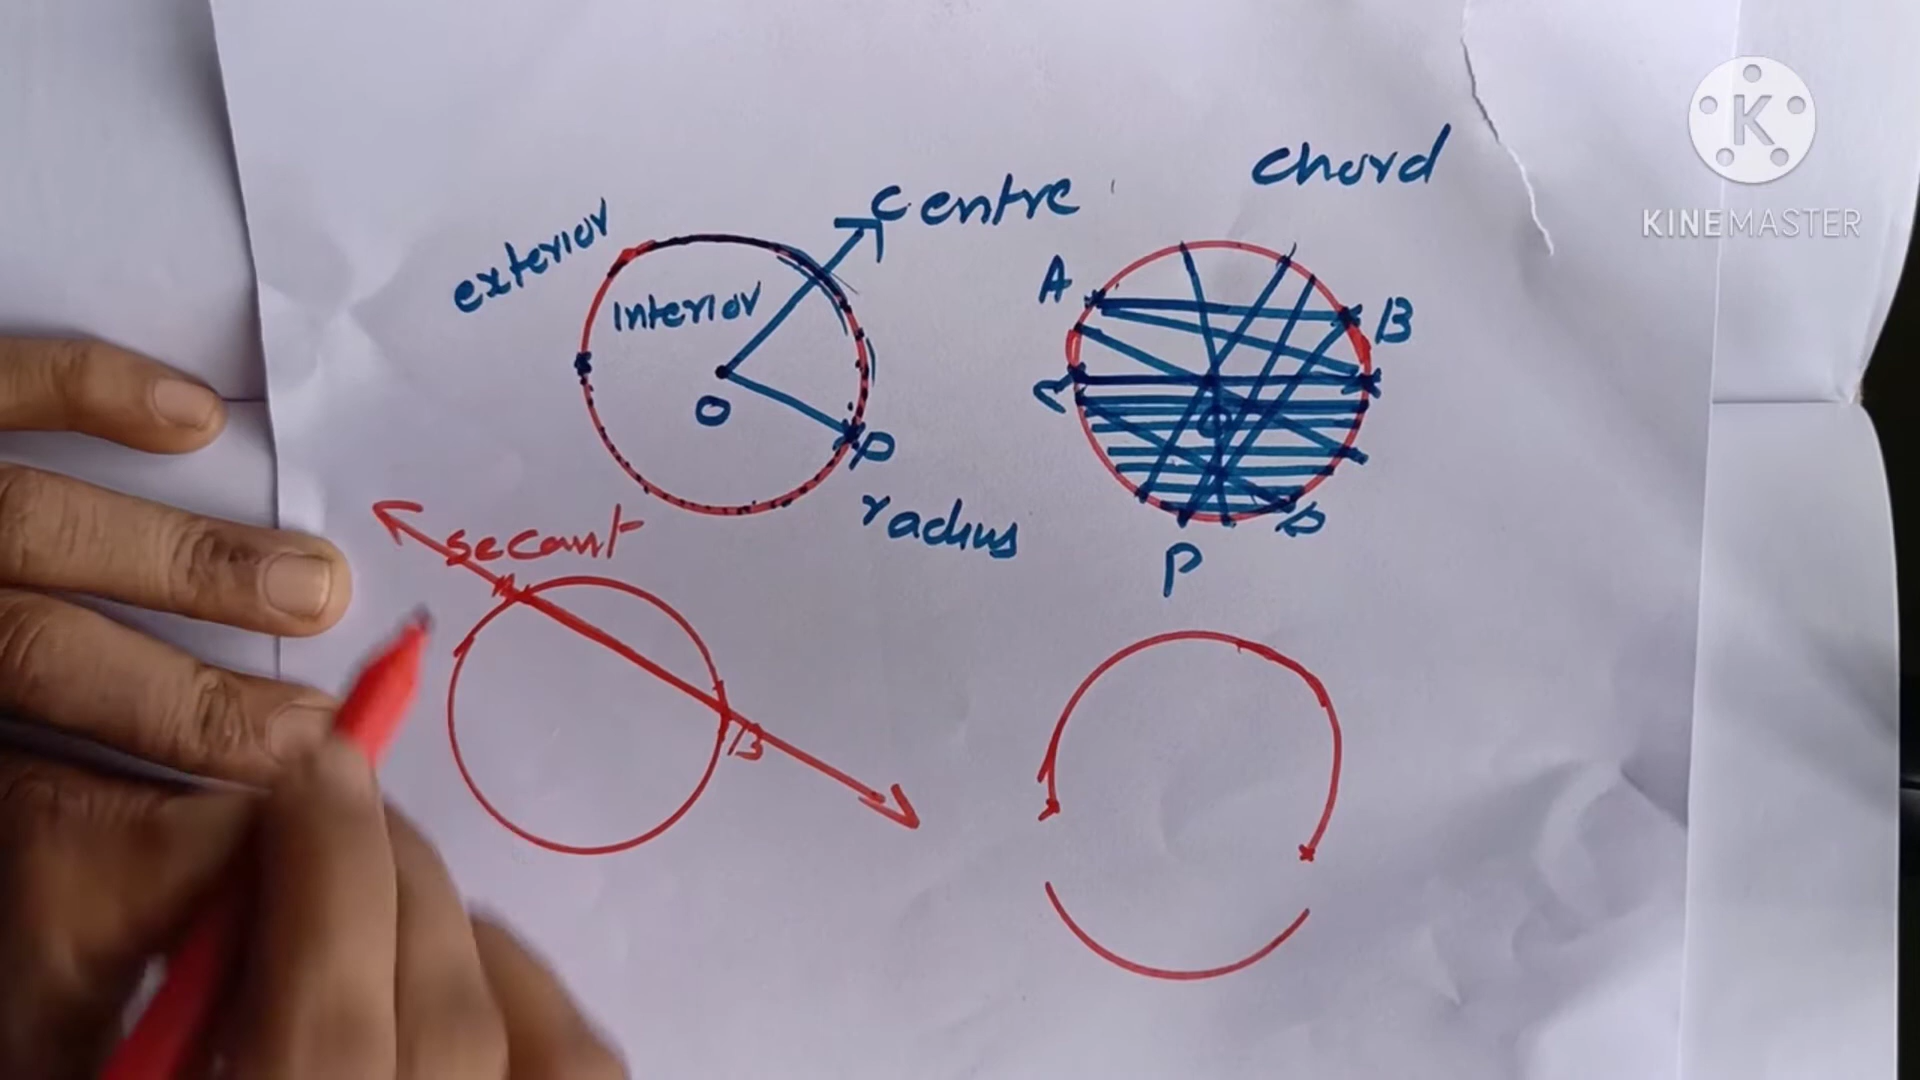 chord
centre
exterior
Interior
A
B
O
P
radius
secant
P
B
K
KINEMASTER